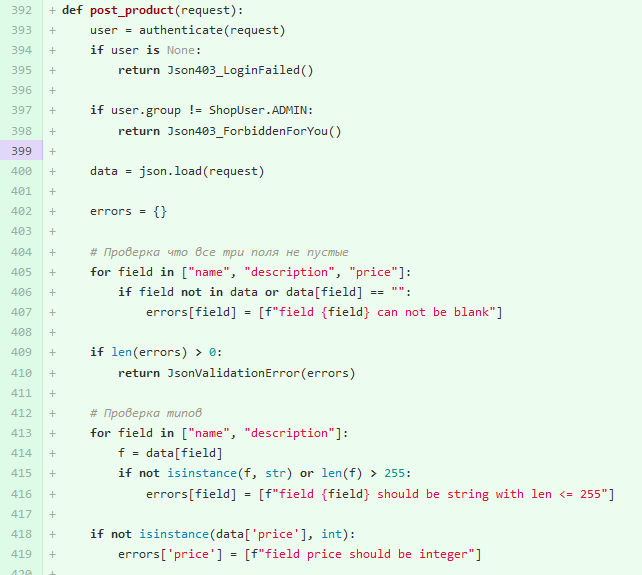 392 + def post_product(request):
393 +     user = authenticate(request)
394 +     if user is None:
395 +         return Json403_LoginFailed()
396 +
397 +     if user.group != ShopUser.ADMIN:
398 +         return Json403_ForbiddenForYou()
399 +
400 +     data = json.load(request)
401 +
402 +     errors = {}
403 +
404 +     # Проверка что все три поля не пустые
405 +     for field in ["name", "description", "price"]:
406 +         if field not in data or data[field] == "":
407 +             errors[field] = [f"field {field} can not be blank"]
408 +
409 +     if len(errors) > 0:
410 +         return JsonValidationError(errors)
411 +
412 +     # Проверка типов
413 +     for field in ["name", "description"]:
414 +         f = data[field]
415 +         if not isinstance(f, str) or len(f) > 255:
416 +             errors[field] = [f"field {field} should be string with len <= 255"]
417 +
418 +     if not isinstance(data['price'], int):
419 +         errors['price'] = [f"field price should be integer"]
420 +